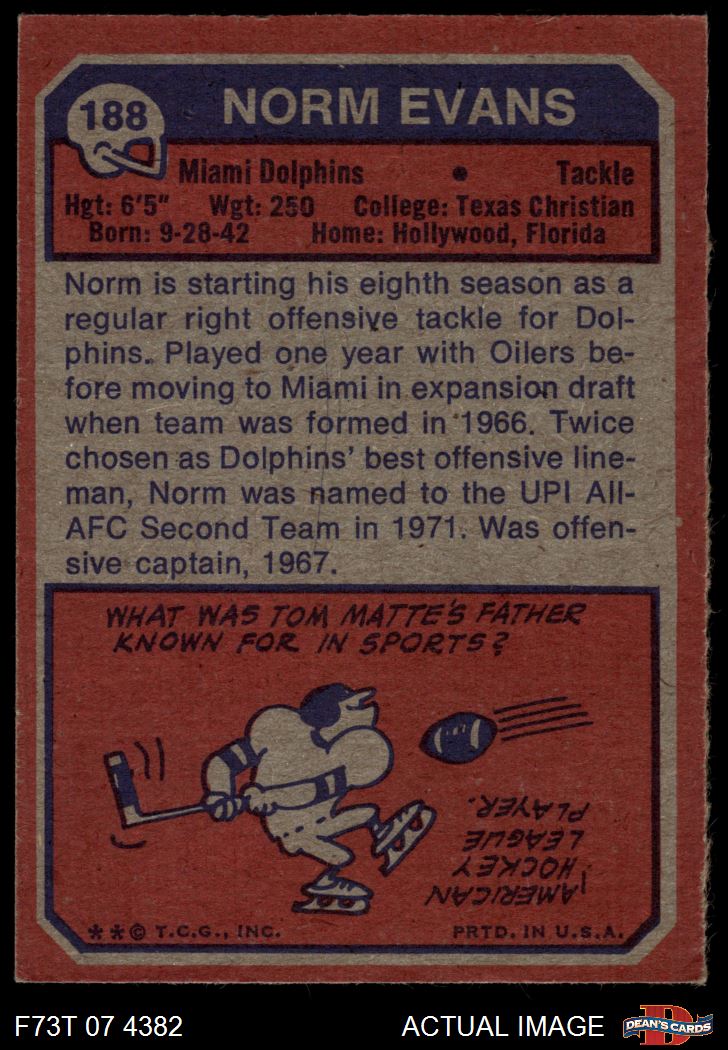 188
NORM EVANS
Miami Dolphins • Tackle
Hgt: 6'5" Wgt: 250 College: Texas Christian
Born: 9-28-42 Home: Hollywood, Florida
Norm is starting his eighth season as a
regular right offensive tackle for Dol-
phins. Played one year with Oilers be-
fore moving to Miami in expansion draft
when team was formed in 1966. Twice
chosen as Dolphins' best offensive line-
man, Norm was named to the UPI All-
AFC Second Team in 1971. Was offen-
sive captain, 1967.
WHAT WAS TOM MATTE'S FATHER
KNOWN FOR IN SPORTS?
AMERICAN
HOCKEY
LEAGUE
PLAYER.
**© T.C.G., INC. PRTD. IN U.S.A.
F73T 07 4382 ACTUAL IMAGE
D
DEAN'S CARDS